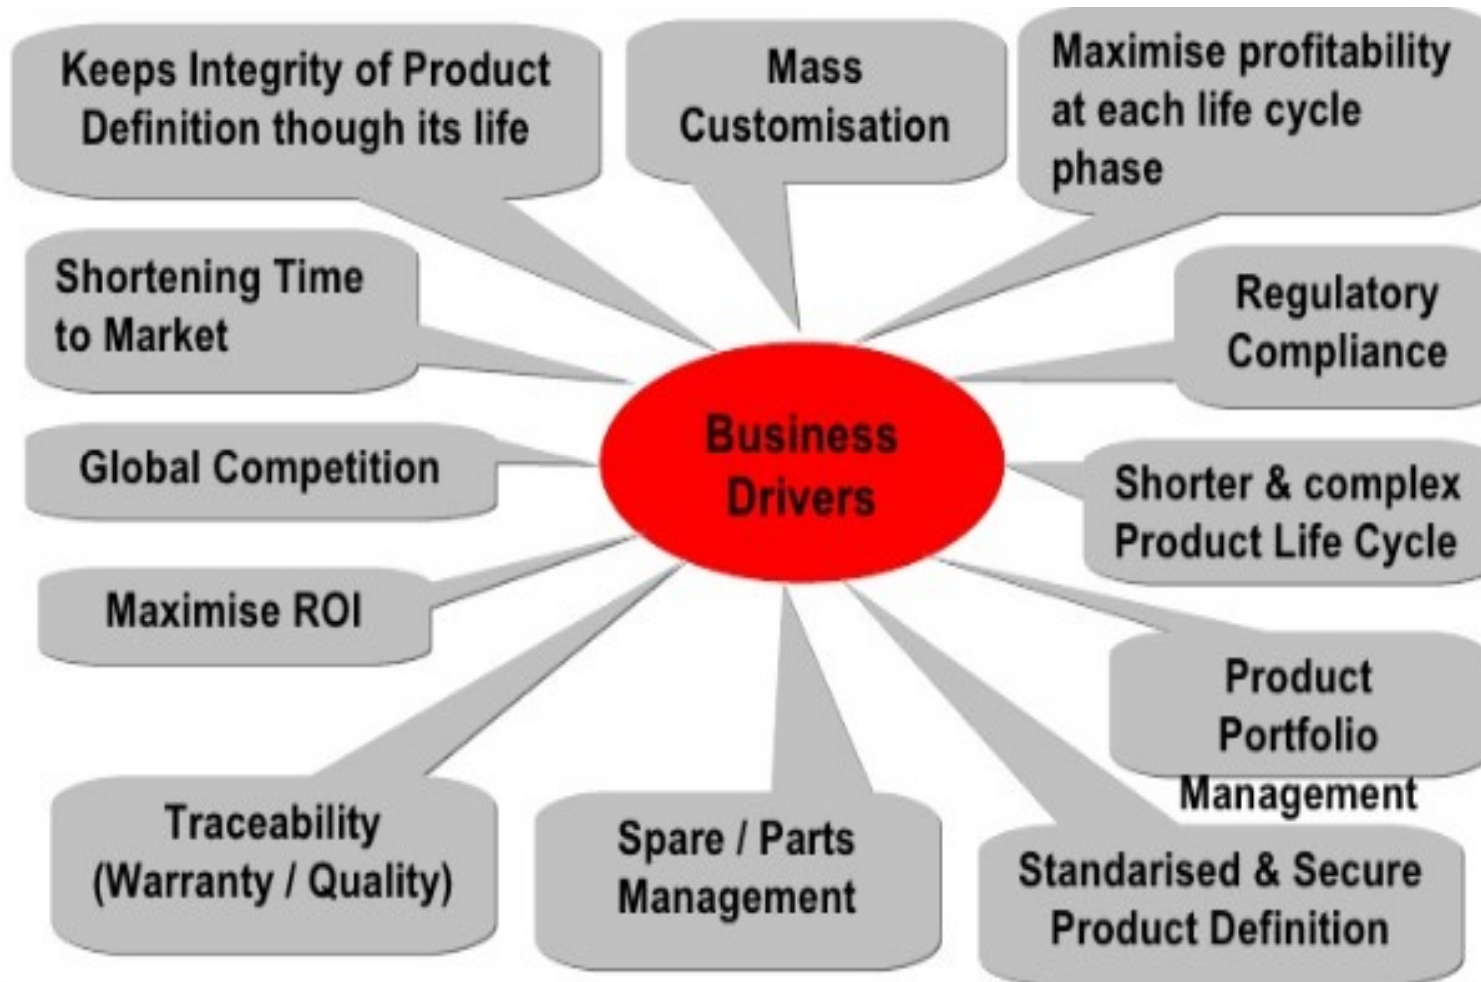 Keeps Integrity of Product
Definition though its life
Mass
Customisation
Maximise profitability
at each life cycle
phase
Shortening Time
to Market
Regulatory
Compliance
Business
Drivers
Global Competition
Shorter & complex
Product Life Cycle
Maximise ROI
Product
Portfolio
Management
Traceability
(Warranty / Quality)
Spare / Parts
Management
Standarised & Secure
Product Definition